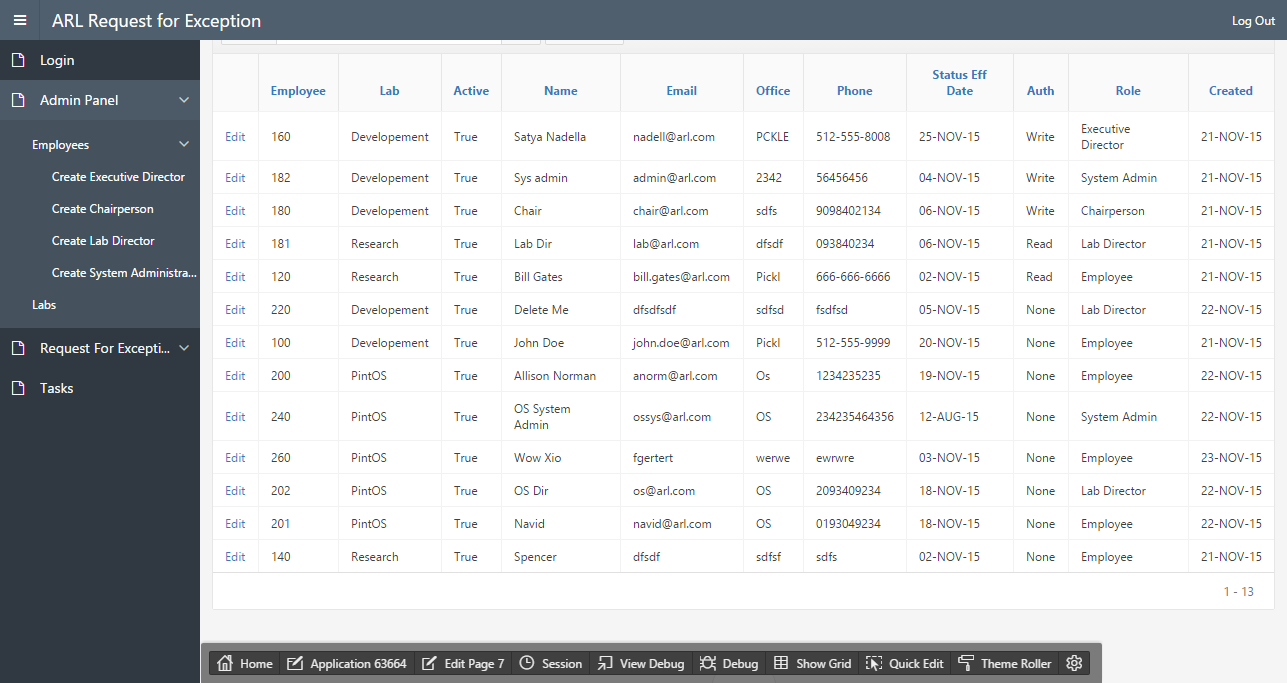 ARL Request for Exception
Log Out
Login
Admin Panel
Employees
Create Executive Director
Create Chairperson
Create Lab Director
Create System Administra...
Labs
Request For Excepti...
Tasks
Employee Lab Active Name Email Office Phone Status Eff Date Auth Role Created
Edit 160 Developement True Satya Nadella nadell@arl.com PCKLE 512-555-8008 25-NOV-15 Write Executive Director 21-NOV-15
Edit 182 Developement True Sys admin admin@arl.com 2342 56456456 04-NOV-15 Write System Admin 21-NOV-15
Edit 180 Developement True Chair chair@arl.com sdfs 9098402134 06-NOV-15 Write Chairperson 21-NOV-15
Edit 181 Research True Lab Dir lab@arl.com dfsdf 093840234 06-NOV-15 Read Lab Director 21-NOV-15
Edit 120 Research True Bill Gates bill.gates@arl.com Pickl 666-666-6666 02-NOV-15 Read Employee 21-NOV-15
Edit 220 Developement True Delete Me dfsdfsdf sdfsd fsdfsd 05-NOV-15 None Lab Director 22-NOV-15
Edit 100 Developement True John Doe john.doe@arl.com Pickl 512-555-9999 20-NOV-15 None Employee 21-NOV-15
Edit 200 PintOS True Allison Norman anorm@arl.com Os 1234235235 19-NOV-15 None Employee 22-NOV-15
Edit 240 PintOS True OS System Admin ossys@arl.com OS 234235464356 12-AUG-15 None System Admin 22-NOV-15
Edit 260 PintOS True Wow Xio fgertert werwe ewrwre 03-NOV-15 None Employee 23-NOV-15
Edit 202 PintOS True OS Dir os@arl.com OS 2093409234 18-NOV-15 None Lab Director 22-NOV-15
Edit 201 PintOS True Navid navid@arl.com OS 0193049234 18-NOV-15 None Employee 22-NOV-15
Edit 140 Research True Spencer dfsdf sdfsf sdfs 02-NOV-15 None Employee 21-NOV-15
1 - 13
Home Application 63664 Edit Page 7 Session View Debug Debug Show Grid Quick Edit Theme Roller